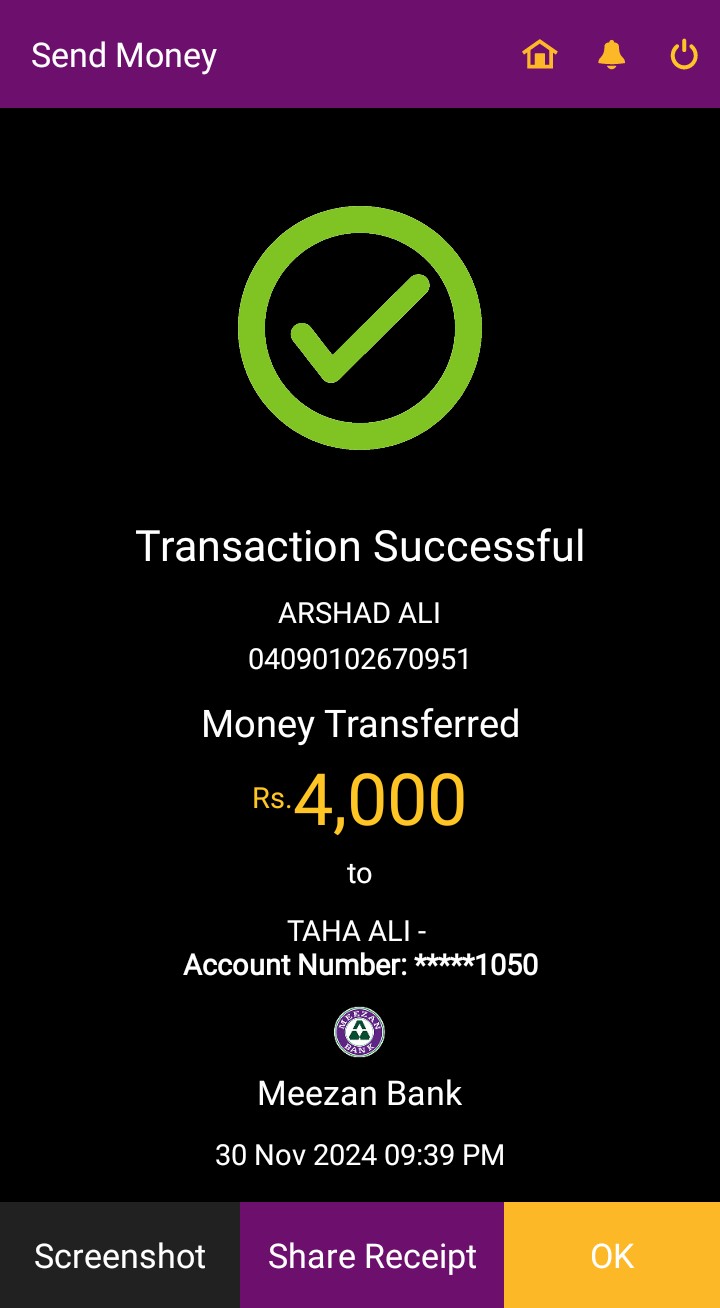 Send Money
Transaction Successful
ARSHAD ALI
04090102670951
Money Transferred
Rs.4,000
to
TAHA ALI -
Account Number: *****1050
MEEZAN
BANK
Meezan Bank
30 Nov 2024 09:39 PM
Screenshot
Share Receipt
OK